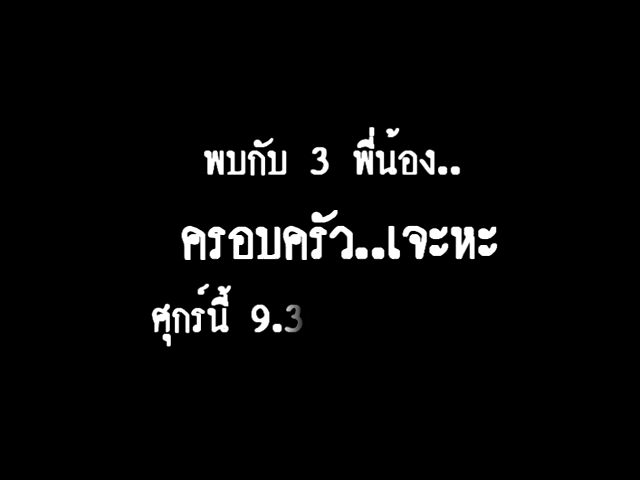 พบกับ 3 พี่น้อง..
ครอบครัว..เจะหะ
ศุกร์นี้ 9.3